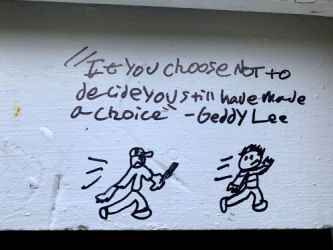 "If you choose Not to
decide you still have made
a choice" -Geddy Lee